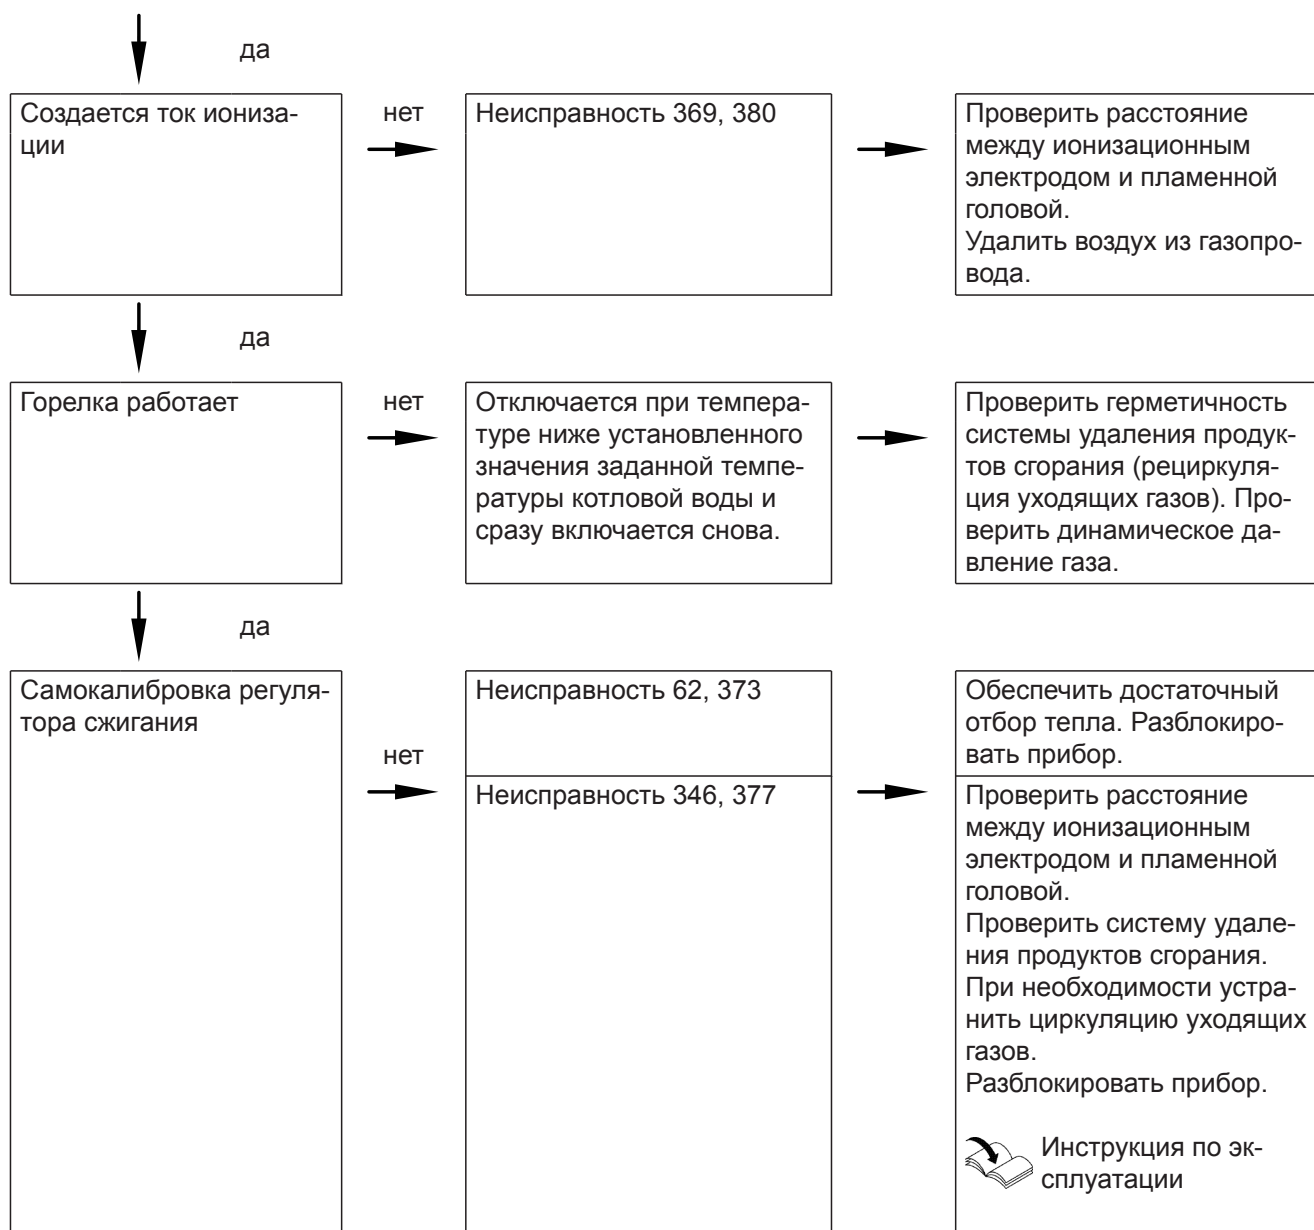 да
Создается ток иониза-
ции
нет
Неисправность 369, 380
Проверить расстояние
между ионизационным
электродом и пламенной
головой.
Удалить воздух из газопро-
вода.
да
Горелка работает
нет
Отключается при темпера-
туре ниже установленного
значения заданной темпе-
ратуры котловой воды и
сразу включается снова.
Проверить герметичность
системы удаления продук-
тов сгорания (рециркуля-
ция уходящих газов). Про-
верить динамическое да-
вление газа.
да
Самокалибровка регуля-
тора сжигания
нет
Неисправность 62, 373
Обеспечить достаточный
отбор тепла. Разблокиро-
вать прибор.
Неисправность 346, 377
Проверить расстояние
между ионизационным
электродом и пламенной
головой.
Проверить систему удале-
ния продуктов сгорания.
При необходимости устра-
нить циркуляцию уходящих
газов.
Разблокировать прибор.
Инструкция по эк-
сплуатации